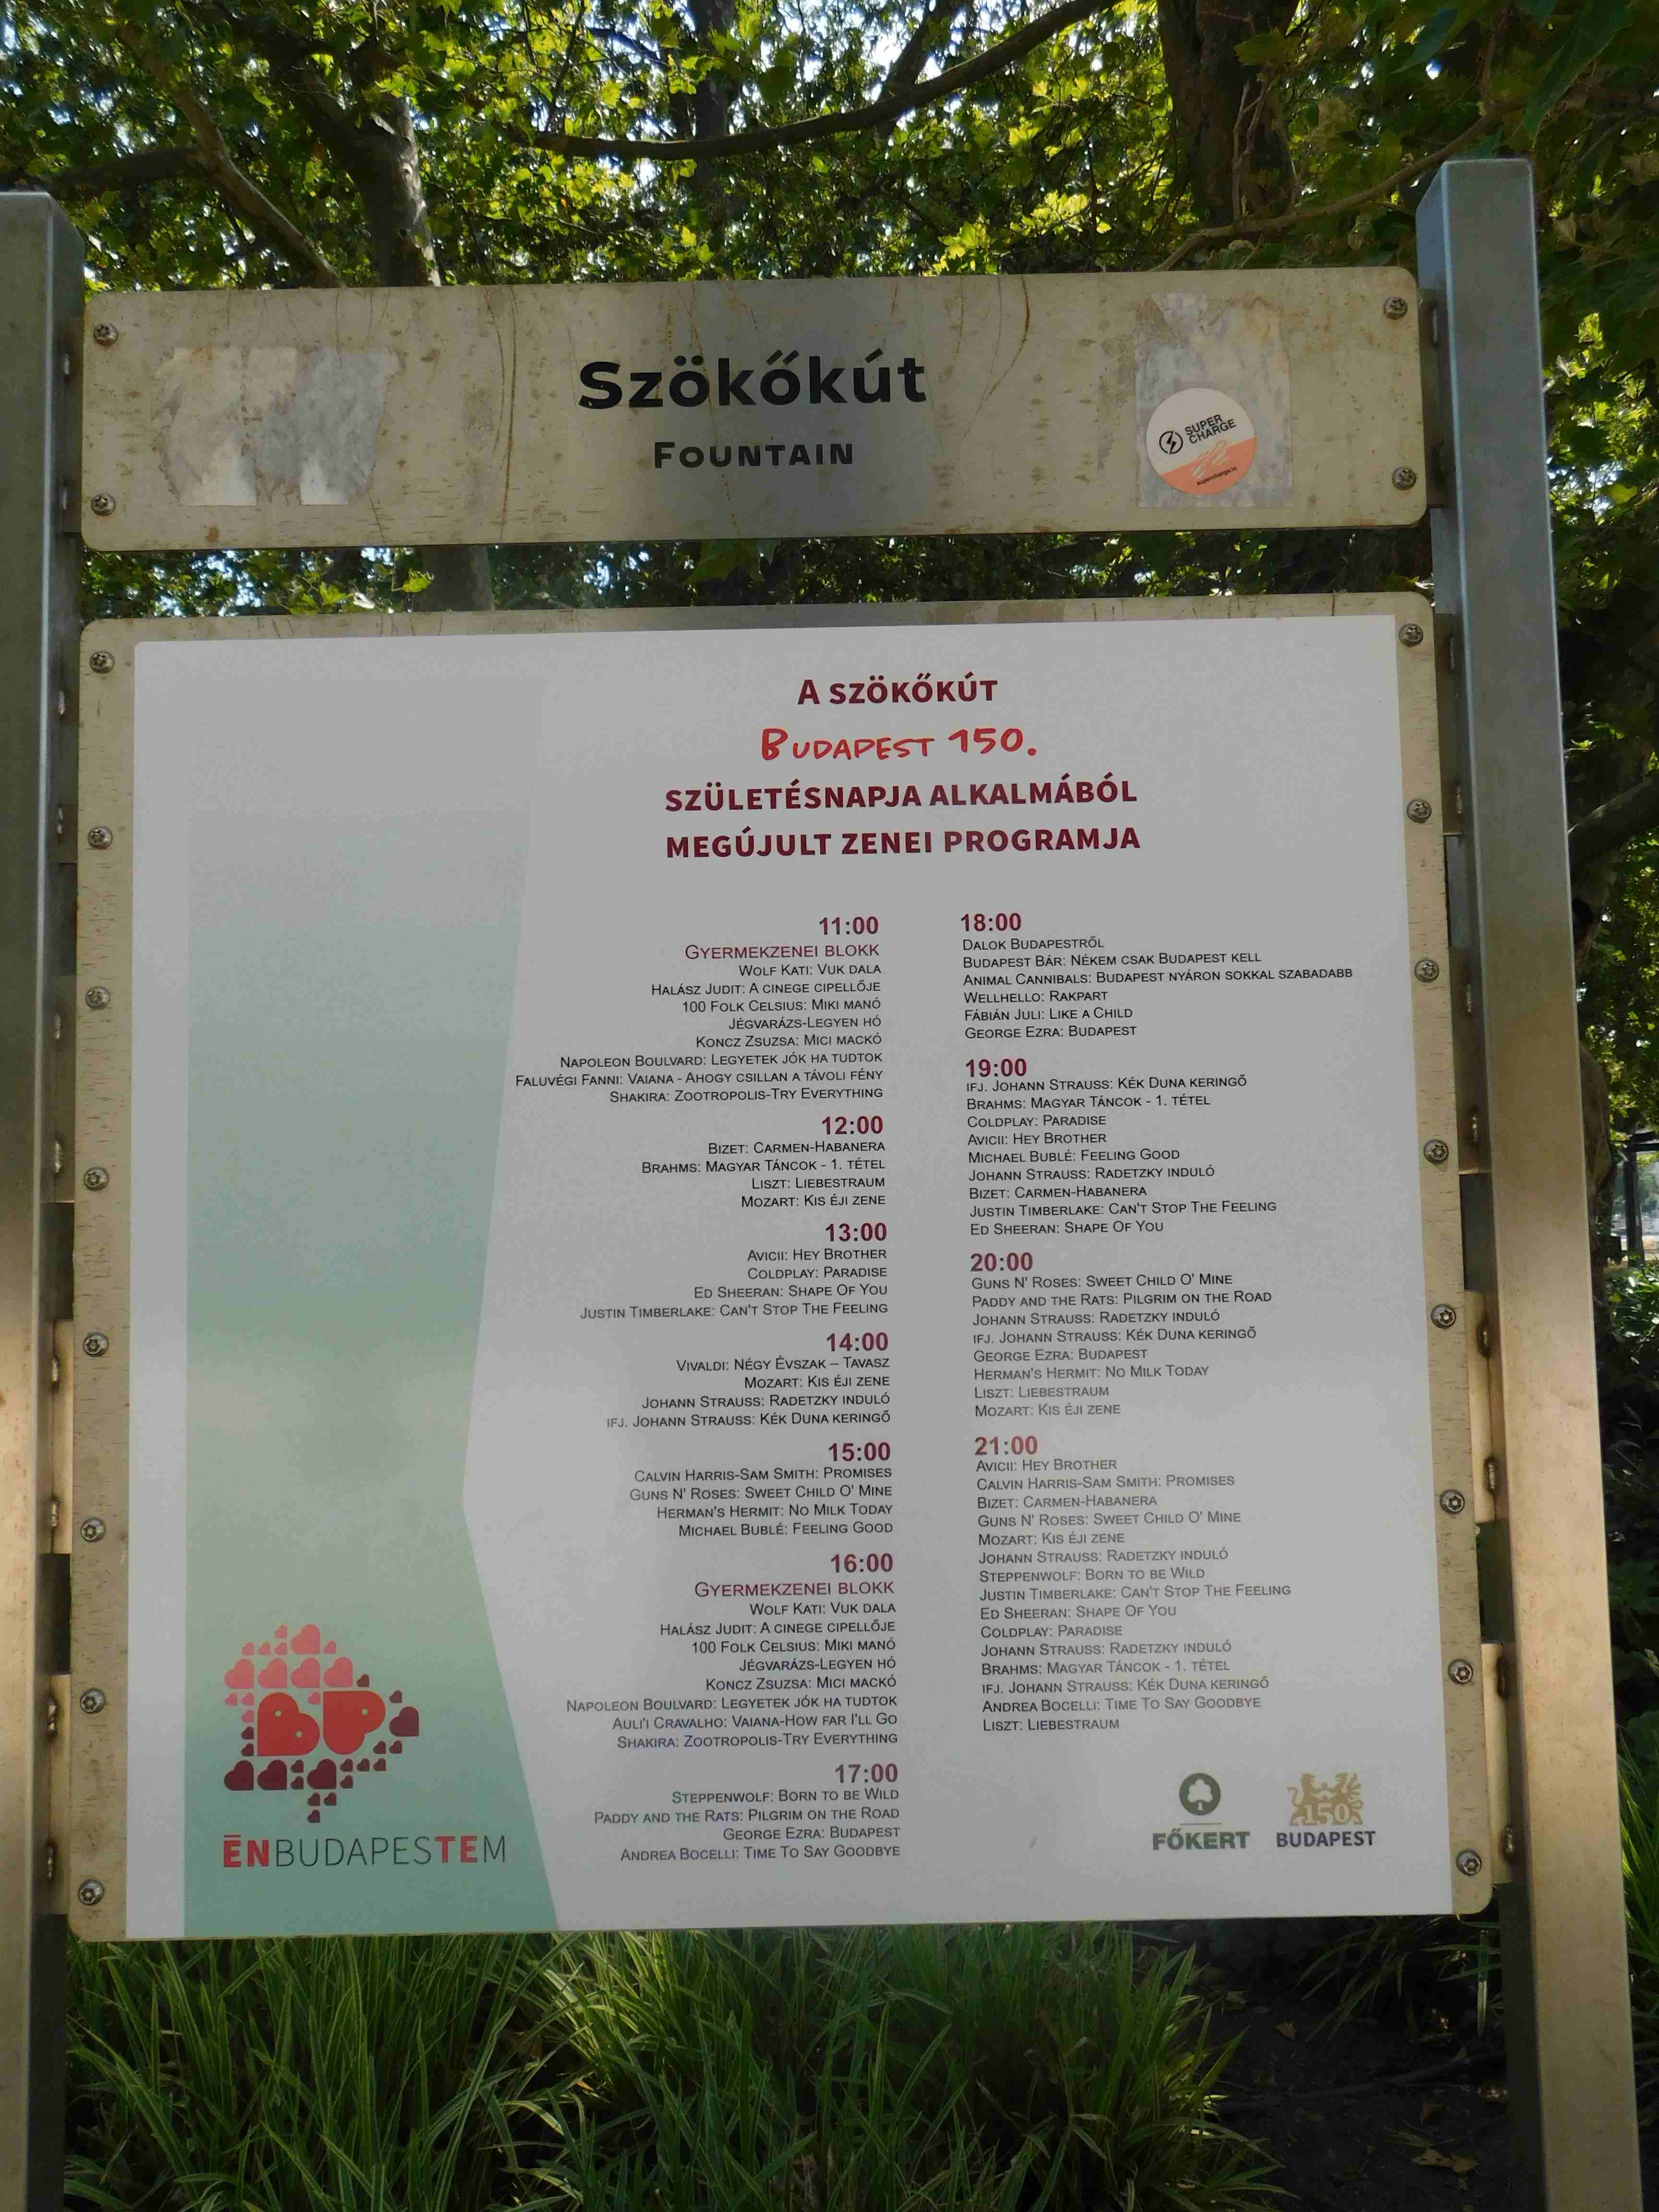 Szökőkút
FOUNTAIN
SUPER
CHARGE
A SZÖKŐKÚT
BUDAPEST 150.
SZÜLETÉSNAPJA ALKALMÁBÓL
MEGÚJULT ZENEI PROGRAMJA
11:00
GYERMEKZENEI BLOKK
WOLF KATI: VUK DALA
HALÁSZ JUDIT: A CINEGE CIPELLŐJE
100 FOLK CELSIUS: MIKI MANÓ
JÉGVARÁZS-LEGYEN HÓ
KONCZ ZSUZSA: MICI MACKÓ
NAPOLEON BOULVARD: LEGYETEK JÓK HA TUDTOK
FALUVÉGI FANNI: VAIANA - AHOGY CSILLAN A TÁVOLI FÉNY
SHAKIRA: ZOOTROPOLIS-TRY EVERYTHING
12:00
BIZET: CARMEN-HABANERA
BRAHMS: MAGYAR TÁNCOK - 1. TÉTEL
LISZT: LIEBESTRAUM
MOZART: KIS ÉJI ZENE
13:00
AVICII: HEY BROTHER
COLDPLAY: PARADISE
ED SHEERAN: SHAPE OF YOU
JUSTIN TIMBERLAKE: CAN'T STOP THE FEELING
14:00
VIVALDI: NÉGY ÉVSZAK – TAVASZ
MOZART: KIS ÉJI ZENE
JOHANN STRAUSS: RADETZKY INDULÓ
IFJ. JOHANN STRAUSS: KÉK DUNA KERINGŐ
15:00
CALVIN HARRIS-SAM SMITH: PROMISES
GUNS N' ROSES: SWEET CHILD O' MINE
HERMAN'S HERMIT: NO MILK TODAY
MICHAEL BUBLÉ: FEELING GOOD
16:00
GYERMEKZENEI BLOKK
WOLF KATI: VUK DALA
HALÁSZ JUDIT: A CINEGE CIPELLŐJE
100 FOLK CELSIUS: MIKI MANÓ
JÉGVARÁZS-LEGYEN HÓ
KONCZ ZSUZSA: MICI MACKÓ
NAPOLEON BOULVARD: LEGYETEK JÓK HA TUDTOK
AULI'I CRAVALHO: VAIANA-HOW FAR I'LL GO
SHAKIRA: ZOOTROPOLIS-TRY EVERYTHING
17:00
STEPPENWOLF: BORN TO BE WILD
PADDY AND THE RATS: PILGRIM ON THE ROAD
GEORGE EZRA: BUDAPEST
ANDREA BOCELLI: TIME TO SAY GOODBYE
18:00
DALOK BUDAPESTRŐL
BUDAPEST BÁR: NÉKEM CSAK BUDAPEST KELL
ANIMAL CANNIBALS: BUDAPEST NYÁRON SOKKAL SZABADABB
WELLHELLO: RAKPART
FÁBIÁN JULI: LIKE A CHILD
GEORGE EZRA: BUDAPEST
19:00
IFJ. JOHANN STRAUSS: KÉK DUNA KERINGŐ
BRAHMS: MAGYAR TÁNCOK - 1. TÉTEL
COLDPLAY: PARADISE
AVICII: HEY BROTHER
MICHAEL BUBLÉ: FEELING GOOD
JOHANN STRAUSS: RADETZKY INDULÓ
BIZET: CARMEN-HABANERA
JUSTIN TIMBERLAKE: CAN'T STOP THE FEELING
ED SHEERAN: SHAPE OF YOU
20:00
GUNS N' ROSES: SWEET CHILD O' MINE
PADDY AND THE RATS: PILGRIM ON THE ROAD
JOHANN STRAUSS: RADETZKY INDULÓ
IFJ. JOHANN STRAUSS: KÉK DUNA KERINGŐ
GEORGE EZRA: BUDAPEST
HERMAN'S HERMIT: NO MILK TODAY
LISZT: LIEBESTRAUM
MOZART: KIS ÉJI ZENE
21:00
AVICII: HEY BROTHER
CALVIN HARRIS-SAM SMITH: PROMISES
BIZET: CARMEN-HABANERA
GUNS N' ROSES: SWEET CHILD O' MINE
MOZART: KIS ÉJI ZENE
JOHANN STRAUSS: RADETZKY INDULÓ
STEPPENWOLF: BORN TO BE WILD
JUSTIN TIMBERLAKE: CAN'T STOP THE FEELING
ED SHEERAN: SHAPE OF YOU
COLDPLAY: PARADISE
JOHANN STRAUSS: RADETZKY INDULÓ
BRAHMS: MAGYAR TÁNCOK - 1. TÉTEL
IFJ. JOHANN STRAUSS: KÉK DUNA KERINGŐ
ANDREA BOCELLI: TIME TO SAY GOODBYE
LISZT: LIEBESTRAUM
BP
ĒNBUDAPESTEM
FŐKERT
150
BUDAPEST